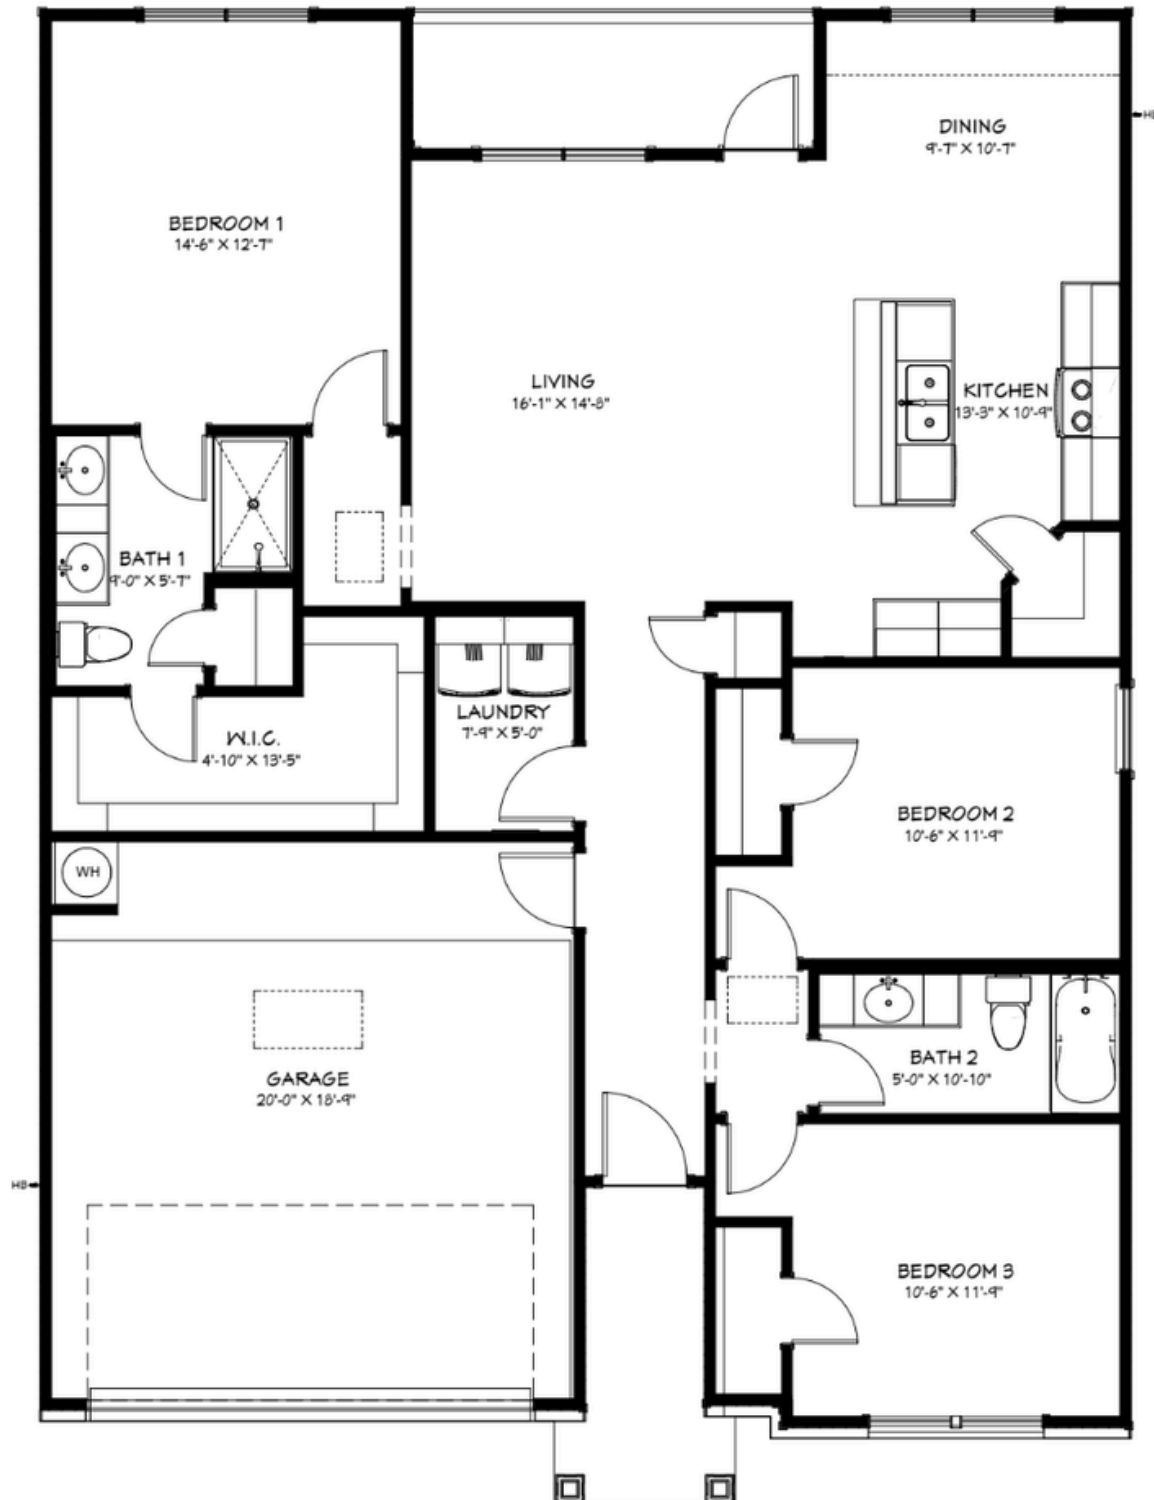 HB
DINING
9'-7" X 10'-7"
BEDROOM 1
14'-6" X 12'-7"
LIVING
16'-1" X 14'-8"
KITCHEN
13'-3" X 10'-9"
BATH 1
9'-0" X 5'-7"
LAUNDRY
7'-9" X 5'-0"
W.I.C.
4'-10" X 13'-5"
BEDROOM 2
10'-6" X 11'-9"
WH
BATH 2
5'-0" X 10'-10"
GARAGE
20'-0" X 18'-9"
HB
BEDROOM 3
10'-6" X 11'-9"